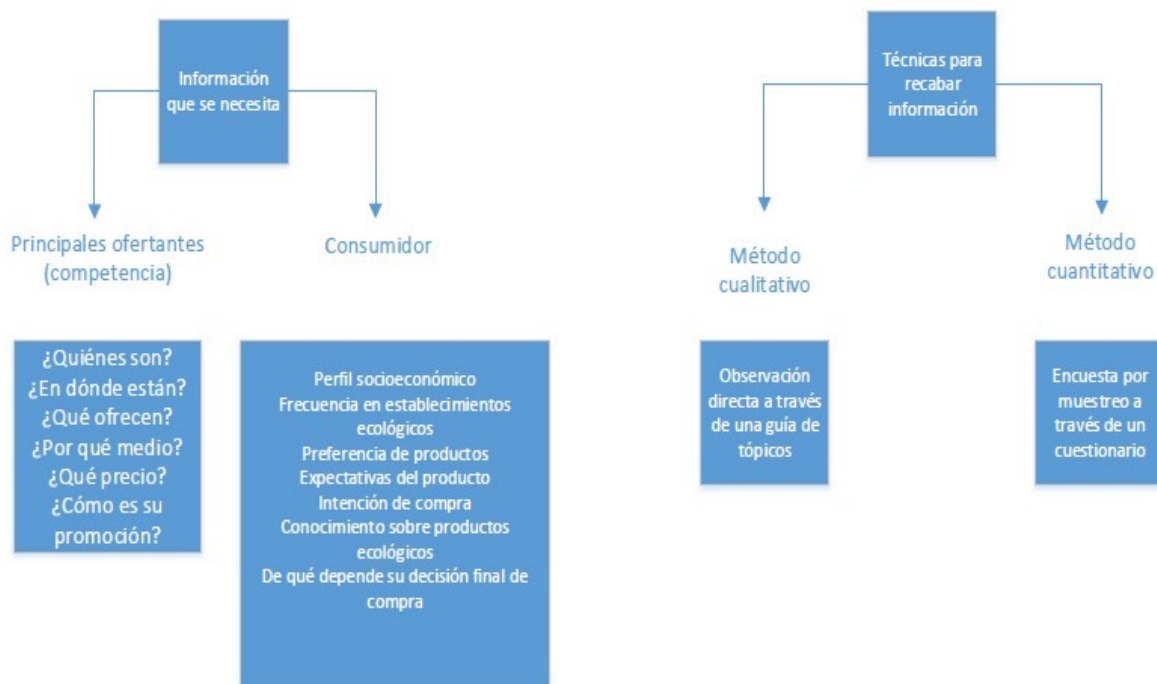 Información
que se necesita
Principales ofertantes
(competencia)
Consumidor
¿Quiénes son?
¿En dónde están?
¿Qué ofrecen?
¿Por qué medio?
¿Qué precio?
¿Cómo es su
promoción?
Perfil socioeconómico
Frecuencia en establecimientos
ecológicos
Preferencia de productos
Expectativas del producto
Intención de compra
Conocimiento sobre productos
ecológicos
De qué depende su decisión final de
compra
Técnicas para
recabar
información
Método
cualitativo
Método
cuantitativo
Observación
directa a través
de una guía de
tópicos
Encuesta por
muestreo a
través de un
cuestionario